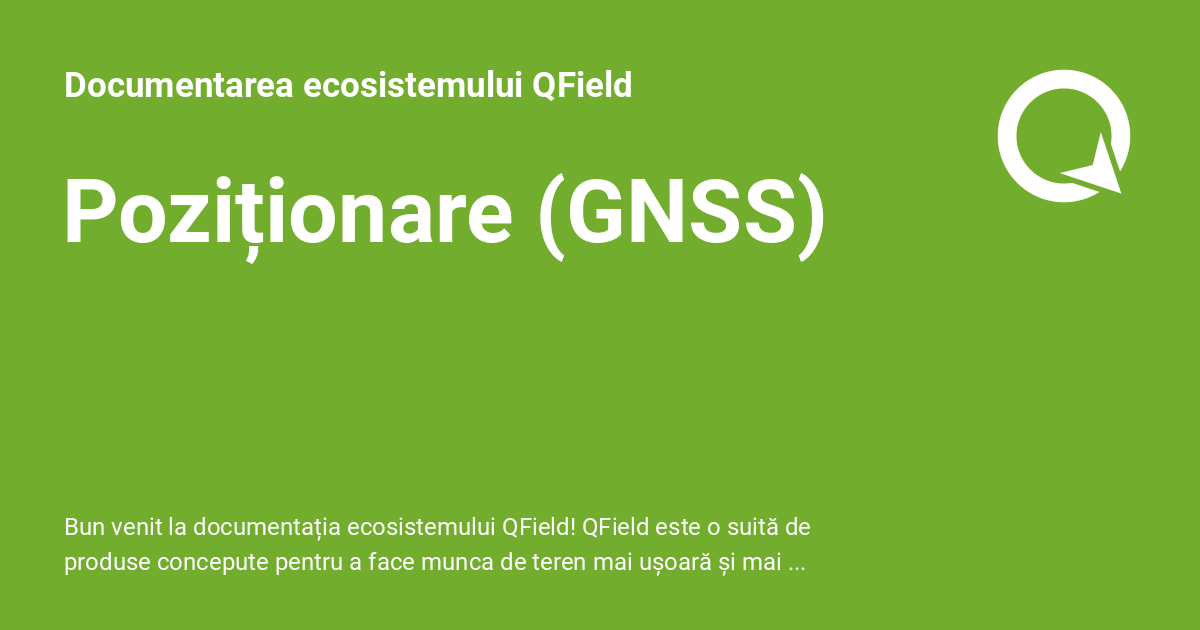 Documentarea ecosistemului QField
Poziționare (GNSS)
Bun venit la documentația ecosistemului QField! QField este o suită de
produse concepute pentru a face munca de teren mai ușoară și mai ...